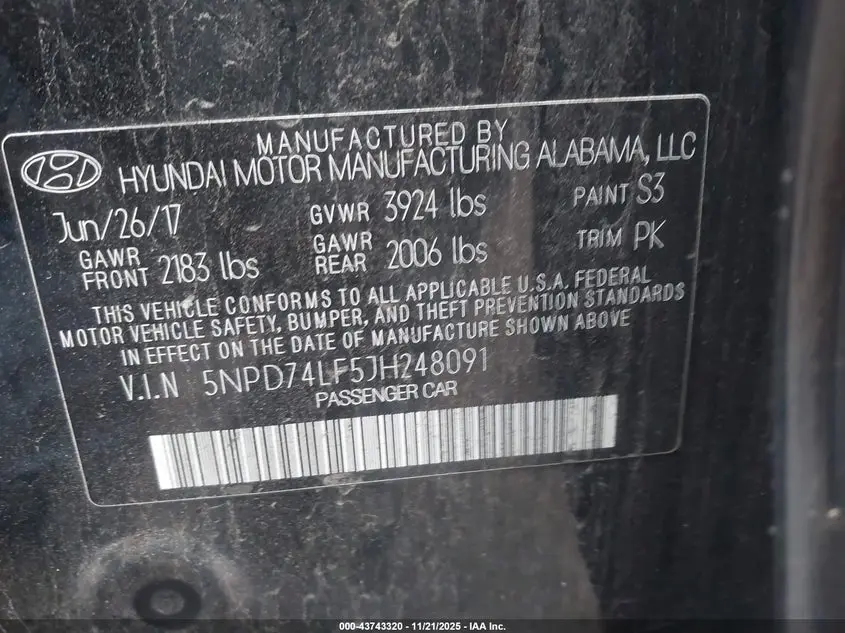 MANUFACTURED BY
HYUNDAI MOTOR MANUFACTURING ALABAMA, LLC
Jun/26/17 GVWR 3924 lbs PAINT S3
GAWR FRONT 2183 lbs GAWR REAR 2006 lbs TRIM PK
THIS VEHICLE CONFORMS TO ALL APPLICABLE U.S.A. FEDERAL
MOTOR VEHICLE SAFETY, BUMPER, AND THEFT PREVENTION STANDARDS
IN EFFECT ON THE DATE OF MANUFACTURE SHOWN ABOVE
V.I.N 5NPD74LF5JH248091
PASSENGER CAR
000-43743320 - 11/21/2025 - IAA Inc.